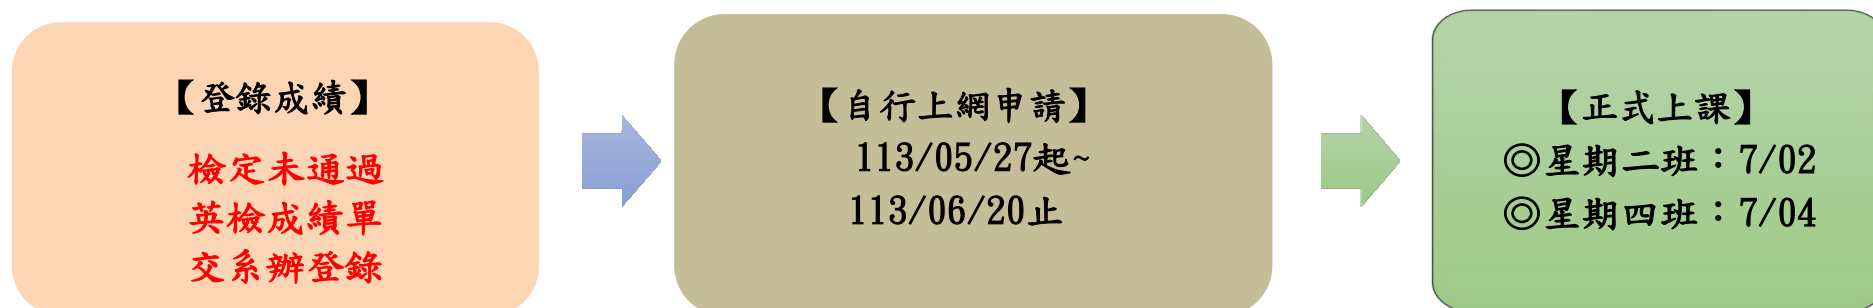 【登錄成績】
檢定未通過
英檢成績單
交系辦登錄
【自行上網申請】
113/05/27起~
113/06/20止
【正式上課】
◎星期二班：7/02
◎星期四班：7/04